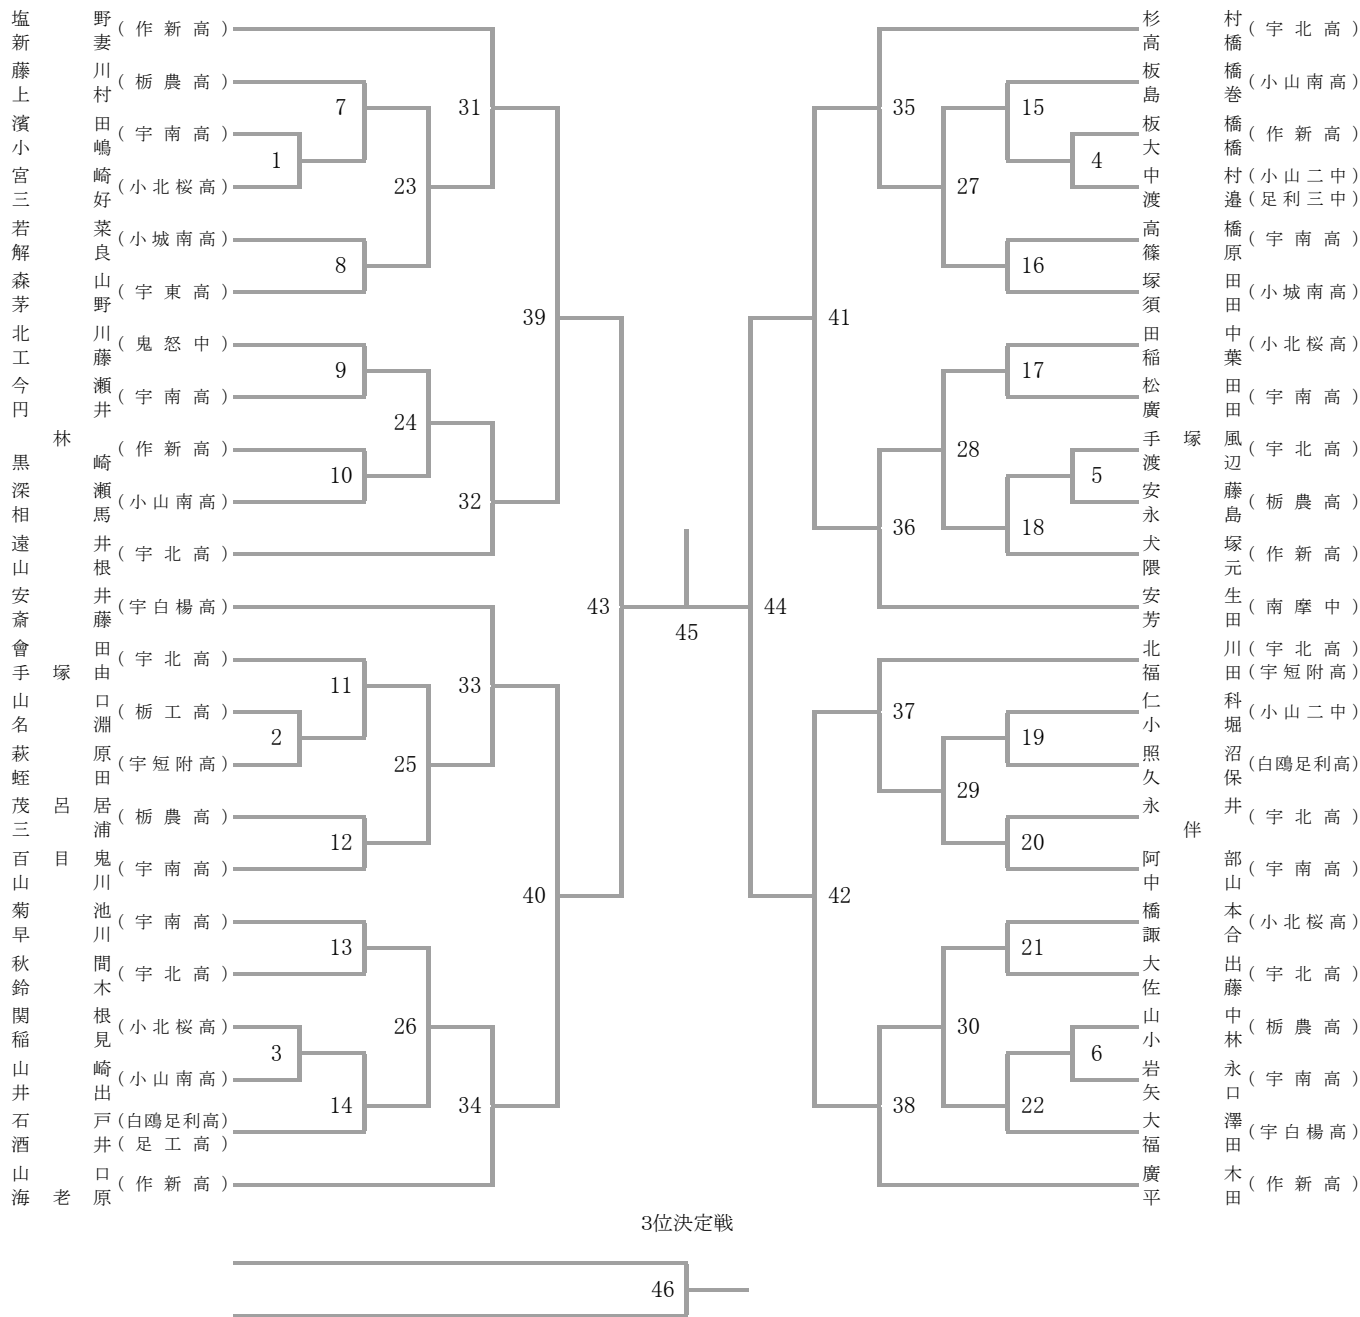 塩野 (作新高)
新妻
藤川 (栃農高)
上村
7
31
濱田 (宇南高)
小嶋
1
宮崎 (小北桜高)
三好
23
若菜 (小城南高)
解良
8
森山 (宇東高)
茅野
39
北川 (鬼怒中)
工藤
9
今瀬 (宇南高)
円井
24
林 (作新高)
黒崎
10
深瀬 (小山南高)
相馬
32
遠井 (宇北高)
山根
安井 (宇白楊高)
斎藤
43
會田 (宇北高)
手塚由
11
33
山口 (栃工高)
名淵
2
萩原 (宇短附高)
蛭田
25
茂呂居 (栃農高)
三浦
12
百目鬼 (宇南高)
山川
40
菊池 (宇南高)
早川
13
秋間 (宇北高)
鈴木
関根 (小北桜高)
稲見
26
3
山崎 (小山南高)
井出
14
34
石戸 (白鴎足利高)
酒井 (足工高)
山口 (作新高)
海老原
45
杉村 (宇北高)
高橋
板橋 (小山南高)
島巻
35
15
板橋 (作新高)
大橋
4
中村 (小山二中)
渡邉 (足利三中)
27
高橋 (宇南高)
篠原
16
塚田 (小城南高)
須田
41
田中 (小北桜高)
稲葉
17
松田 (宇南高)
廣田
手塚風 (宇北高)
渡辺
28
5
安藤 (栃農高)
永島
36
18
犬塚 (作新高)
隈元
安生 (南摩中)
芳田
44
北川 (宇北高)
福田 (宇短附高)
37
仁科 (小山二中)
小堀
19
照沼 (白鴎足利高)
久保
29
永井 (宇北高)
伴
20
阿部 (宇南高)
中山
42
橋本 (小北桜高)
諏合
21
大出 (宇北高)
佐藤
30
山中 (栃農高)
小林
6
岩永 (宇南高)
矢口
38
22
大澤 (宇白楊高)
福田
廣木 (作新高)
平田
3位決定戦
46